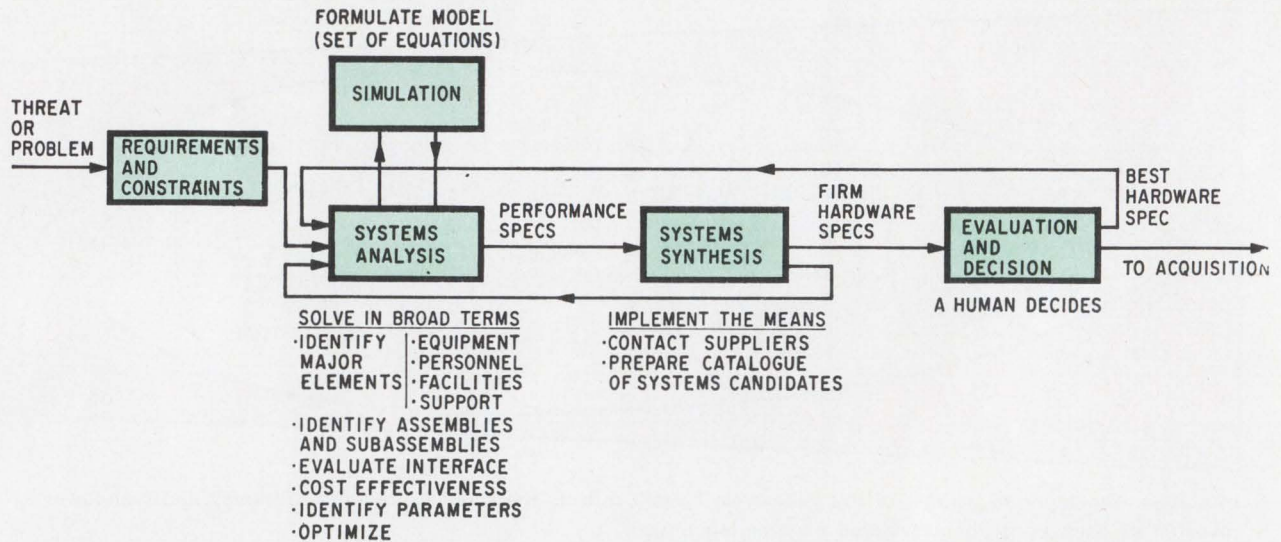 FORMULATE MODEL
(SET OF EQUATIONS)
SIMULATION
THREAT
OR
PROBLEM
REQUIREMENTS
AND
CONSTRAINTS
SYSTEMS
ANALYSIS
PERFORMANCE
SPECS
SYSTEMS
SYNTHESIS
FIRM
HARDWARE
SPECS
EVALUATION
AND
DECISION
BEST
HARDWARE
SPEC
TO ACQUISITION
A HUMAN DECIDES
SOLVE IN BROAD TERMS
·IDENTIFY
MAJOR
ELEMENTS
·EQUIPMENT
·PERSONNEL
·FACILITIES
·SUPPORT
·IDENTIFY ASSEMBLIES
AND SUBASSEMBLIES
·EVALUATE INTERFACE
·COST EFFECTIVENESS
·IDENTIFY PARAMETERS
·OPTIMIZE
IMPLEMENT THE MEANS
·CONTACT SUPPLIERS
·PREPARE CATALOGUE
OF SYSTEMS CANDIDATES